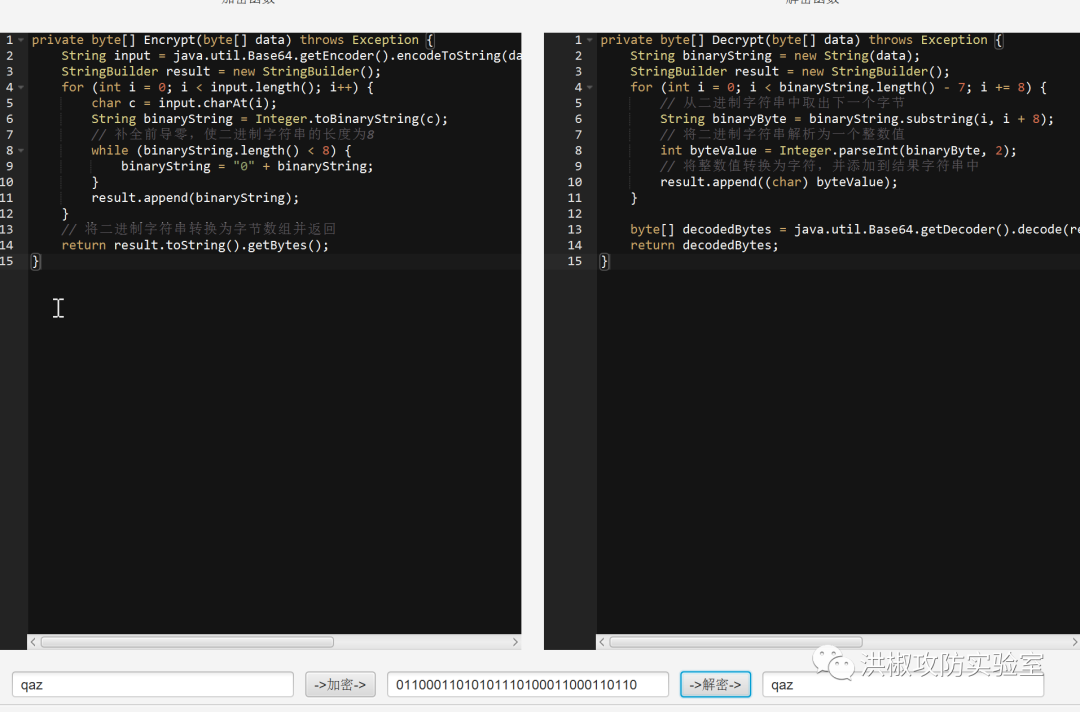 加密函数
解密函数
1 private byte[] Encrypt(byte[] data) throws Exception {
2 String input = java.util.Base64.getEncoder().encodeToString(da
3 StringBuilder result = new StringBuilder();
4 for (int i = 0; i < input.length(); i++) {
5 char c = input.charAt(i);
6 String binaryString = Integer.toBinaryString(c);
7 // 补全前导零，使二进制字符串的长度为8
8 while (binaryString.length() < 8) {
9 binaryString = "0" + binaryString;
10 }
11 result.append(binaryString);
12 }
13 // 将二进制字符串转换为字节数组并返回
14 return result.toString().getBytes();
15 }
1 private byte[] Decrypt(byte[] data) throws Exception {
2 String binaryString = new String(data);
3 StringBuilder result = new StringBuilder();
4 for (int i = 0; i < binaryString.length() - 7; i += 8) {
5 // 从二进制字符串中取出下一个字节
6 String binaryByte = binaryString.substring(i, i + 8);
7 // 将二进制字符串解析为一个整数值
8 int byteValue = Integer.parseInt(binaryByte, 2);
9 // 将整数值转换为字符，并添加到结果字符串中
10 result.append((char) byteValue);
11 }
12
13 byte[] decodedBytes = java.util.Base64.getDecoder().decode(re
14 return decodedBytes;
15 }
洪椒攻防实验室
qaz ->加密-> 01100011010101110100011000110110 ->解密-> qaz